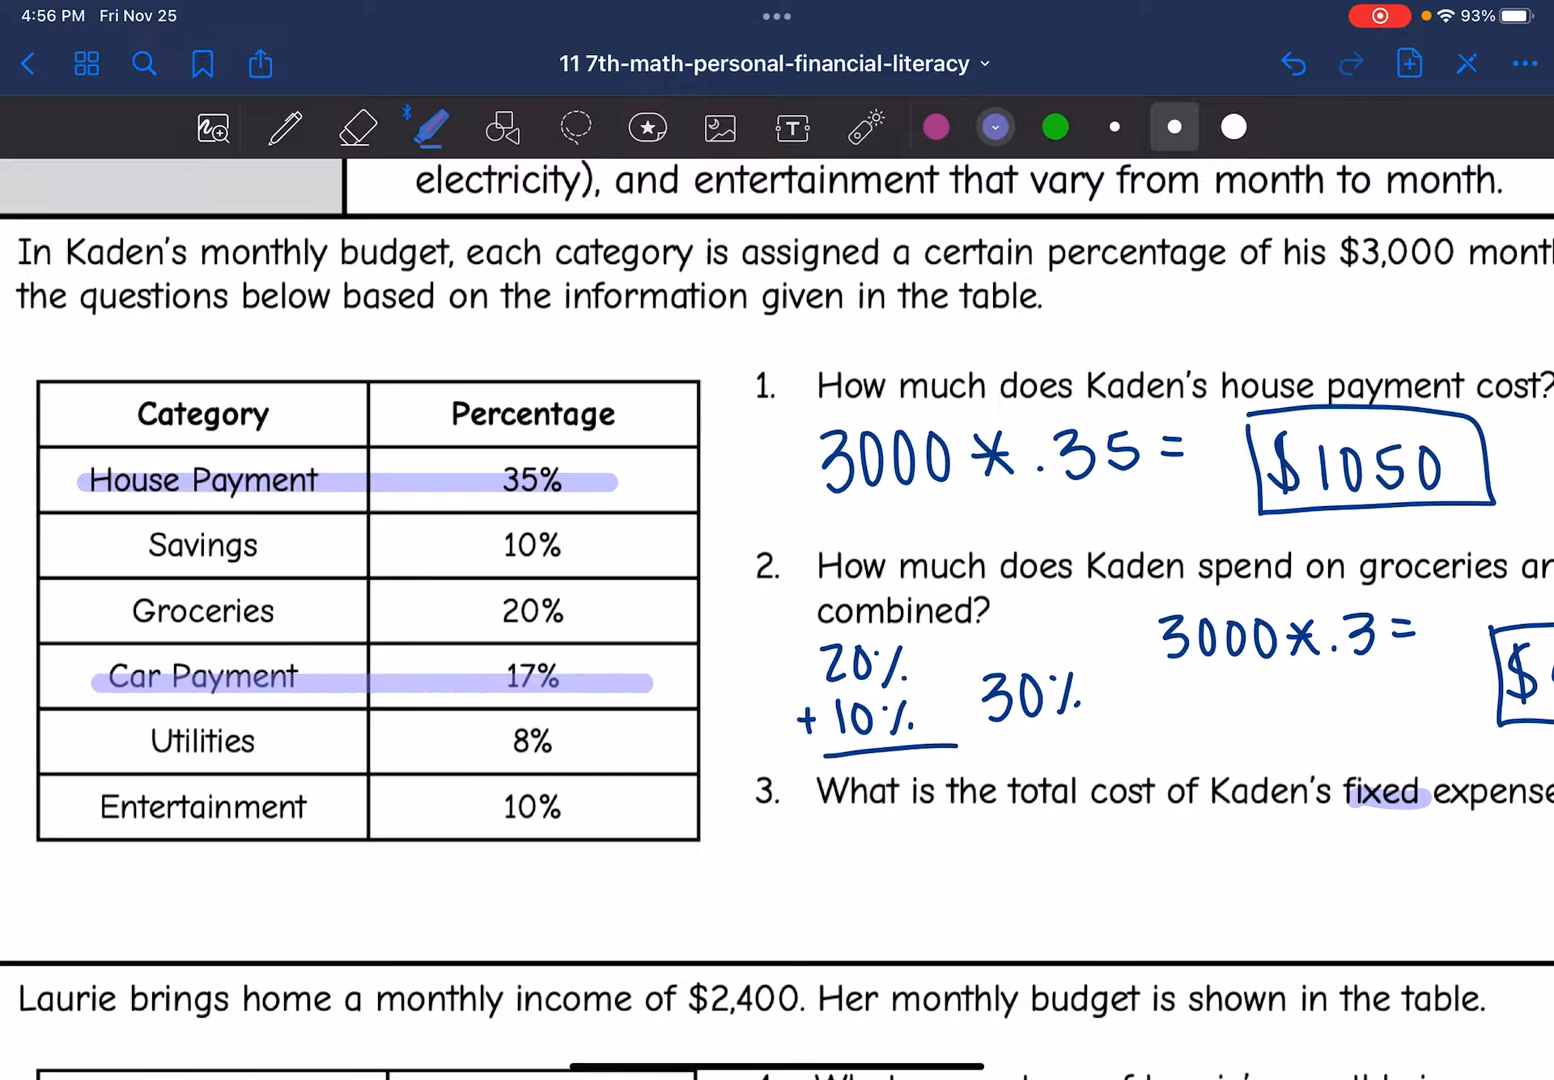 4:56 PM Fri Nov 25
93%
11 7th-math-personal-financial-literacy
T
electricity), and entertainment that vary from month to month.
In Kaden's monthly budget, each category is assigned a certain percentage of his $3,000 mont
the questions below based on the information given in the table.
Category Percentage
House Payment 35%
Savings 10%
Groceries 20%
Car Payment 17%
Utilities 8%
Entertainment 10%
1. How much does Kaden's house payment cost?
3000 * .35 = $1050
2. How much does Kaden spend on groceries an
combined?
20%
+ 10%
30%
3000 * .3 =
$
3. What is the total cost of Kaden's fixed expense
Laurie brings home a monthly income of $2,400. Her monthly budget is shown in the table.